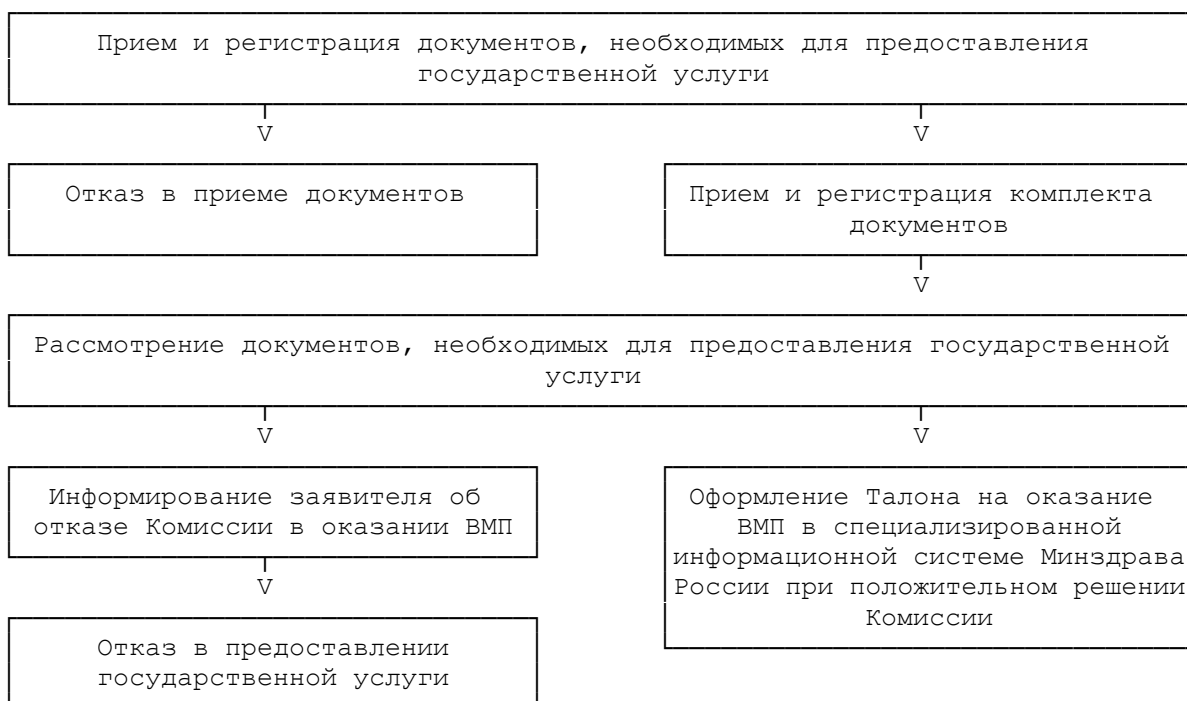 Прием и регистрация документов, необходимых для предоставления
государственной услуги
V
V
Отказ в приеме документов
Прием и регистрация комплекта
документов
V
Рассмотрение документов, необходимых для предоставления государственной
услуги
V
V
Информирование заявителя об
отказе Комиссии в оказании ВМП
V
Отказ в предоставлении
государственной услуги
Оформление Талона на оказание
ВМП в специализированной
информационной системе Минздрава
России при положительном решении
Комиссии